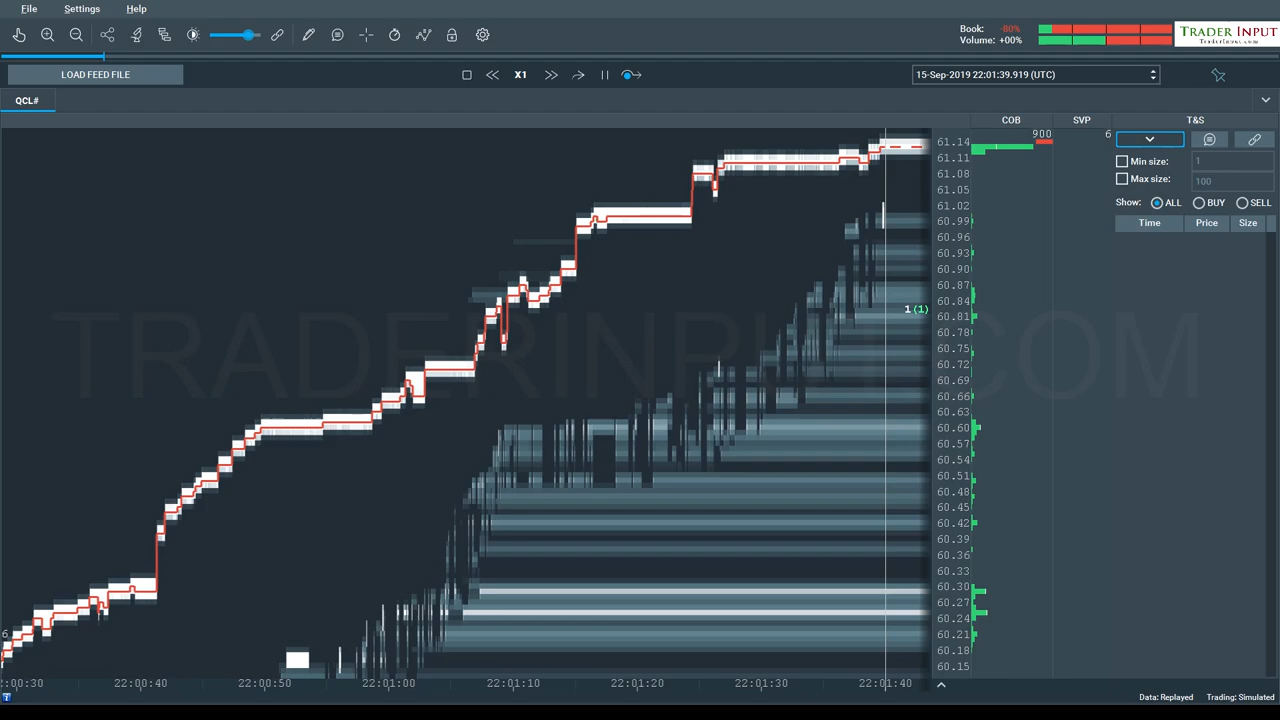 File Settings Help
Book: -80%
Volume: +00%
TRADER INPUT
TRADERINPUT.COM
LOAD FEED FILE
X1
15-Sep-2019 22:01:39.919 (UTC)
QCL#
COB SVP T&S
900 6
61.14
61.11
61.08
61.05
61.02
60.99
60.96
60.93
60.90
60.87
60.84
60.81
60.78
60.75
60.72
60.69
60.66
60.63
60.60
60.57
60.54
60.51
60.48
60.45
60.42
60.39
60.36
60.33
60.30
60.27
60.24
60.21
60.18
60.15
Min size: 1
Max size: 100
Show: ALL BUY SELL
Time Price Size
1(1)
TRADERINPUT.COM
6
:00:30 22:00:40 22:00:50 22:01:00 22:01:10 22:01:20 22:01:30 22:01:40
Data: Replayed Trading: Simulated